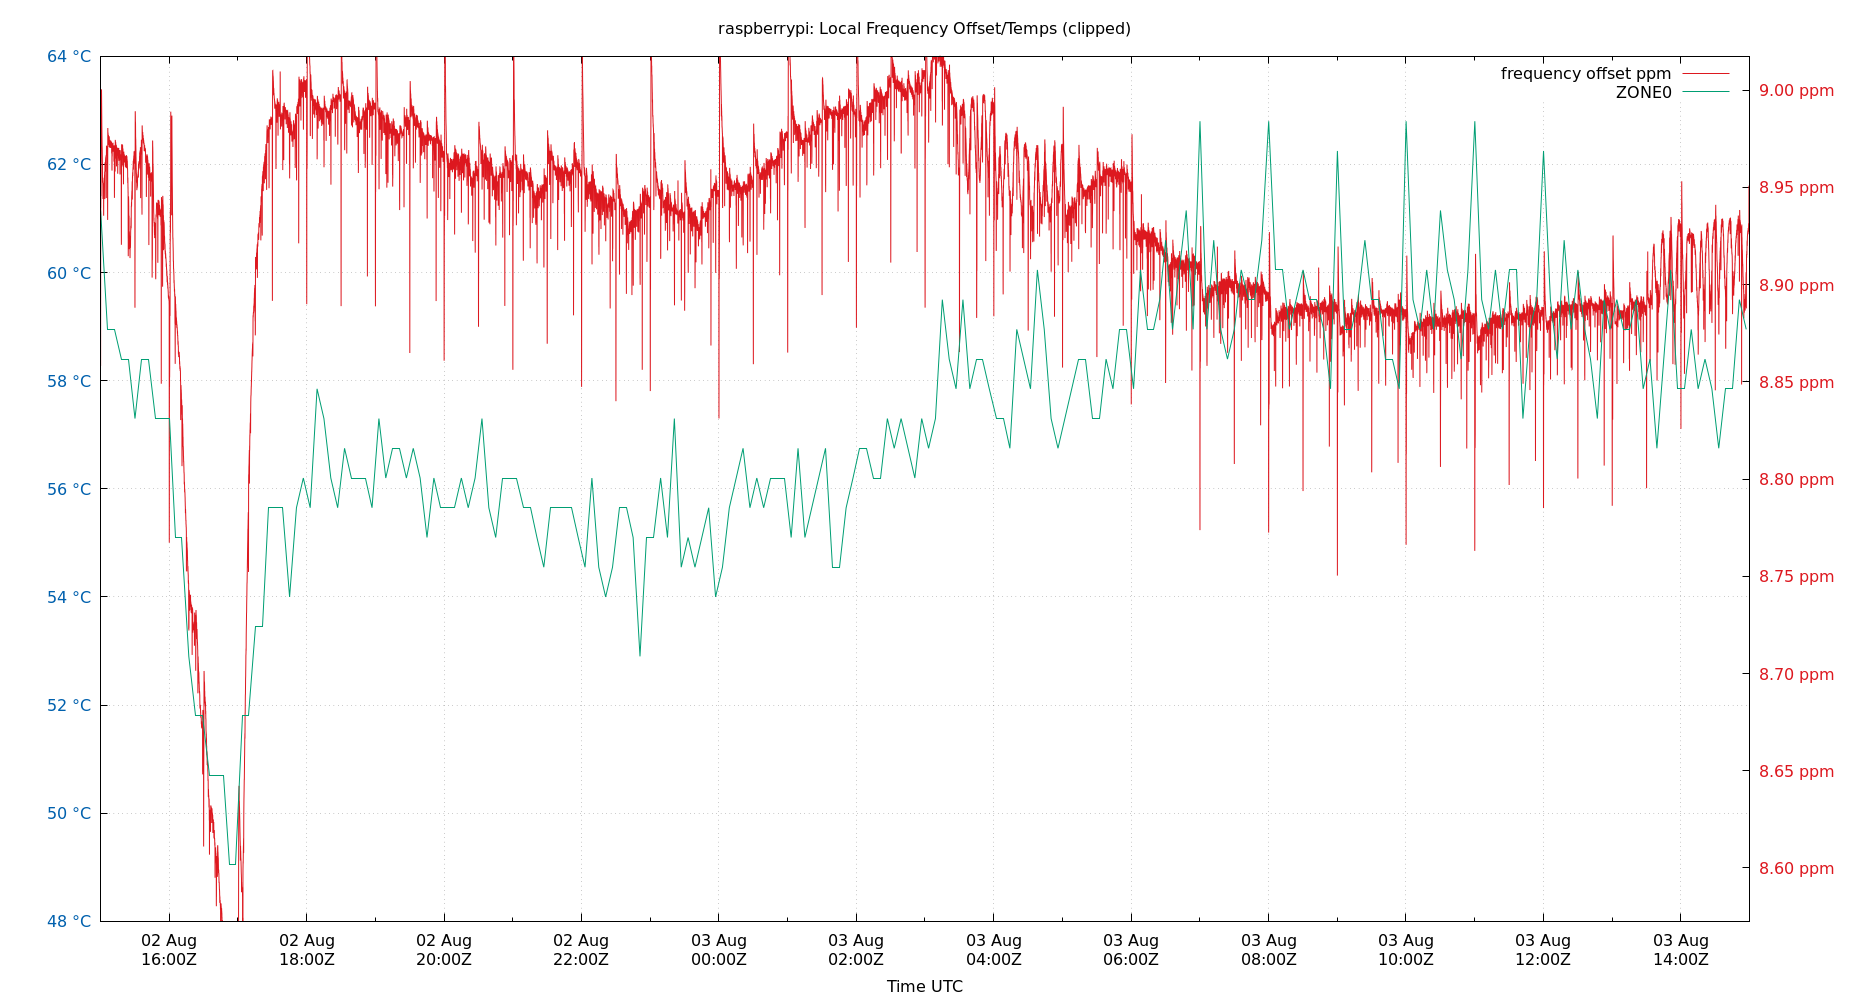 raspberrypi: Local Frequency Offset/Temps (clipped)
frequency offset ppm
ZONE0
64 °C
62 °C
60 °C
58 °C
56 °C
54 °C
52 °C
50 °C
48 °C
9.00 ppm
8.95 ppm
8.90 ppm
8.85 ppm
8.80 ppm
8.75 ppm
8.70 ppm
8.65 ppm
8.60 ppm
02 Aug 02 Aug 02 Aug 02 Aug 03 Aug 03 Aug 03 Aug 03 Aug 03 Aug 03 Aug 03 Aug 03 Aug
16:00Z 18:00Z 20:00Z 22:00Z 00:00Z 02:00Z 04:00Z 06:00Z 08:00Z 10:00Z 12:00Z 14:00Z
Time UTC